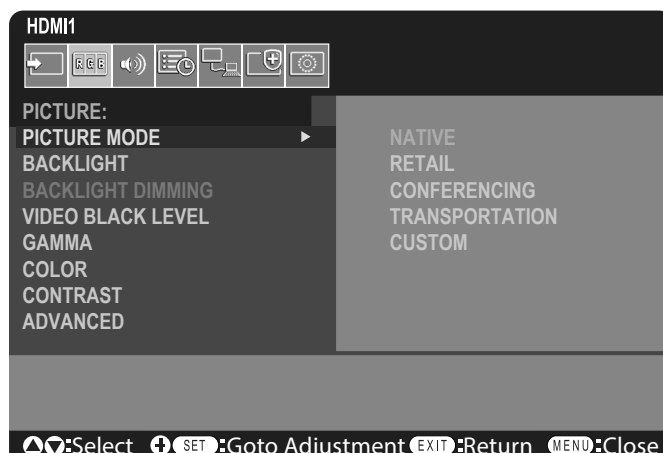 HDMI1
RGB
PICTURE:
PICTURE MODE
BACKLIGHT
BACKLIGHT DIMMING
VIDEO BLACK LEVEL
GAMMA
COLOR
CONTRAST
ADVANCED
NATIVE
RETAIL
CONFERENCING
TRANSPORTATION
CUSTOM
:Select SET:Goto Adjustment EXIT:Return MENU:Close